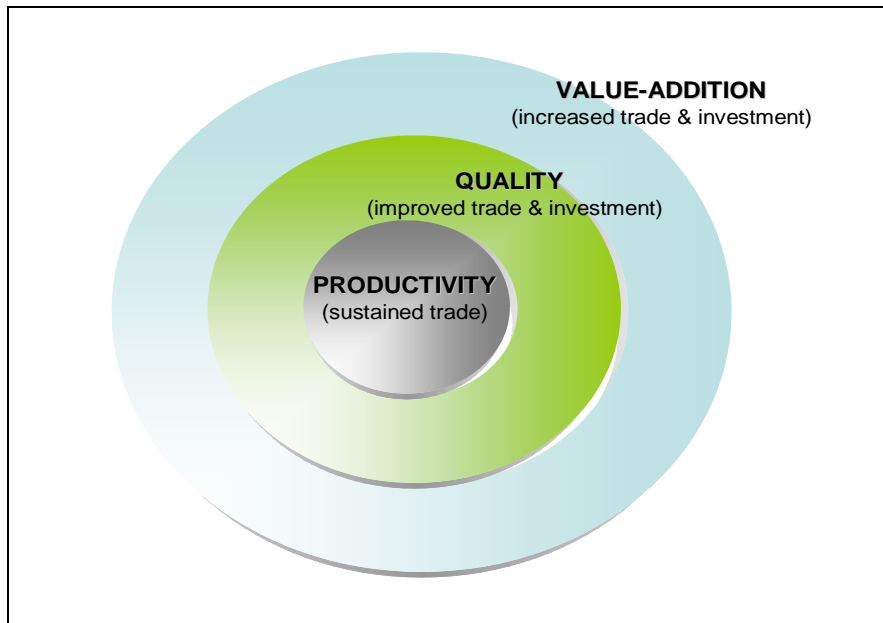 VALUE-ADDITION
(increased trade & investment)
QUALITY
(improved trade & investment)
PRODUCTIVITY
(sustained trade)